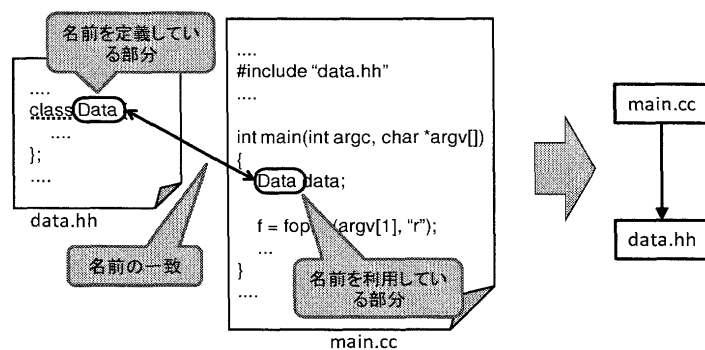 名前を定義してい
る部分
....
class Data
....
};
....
data.hh
名前の一致
....
#include “data.hh”
....
int main(int argc, char *argv[])
{
Data data;
(argv[1], “r”);
f =
...
}
....
名前を利用してい
る部分
main.cc
main.cc
data.hh